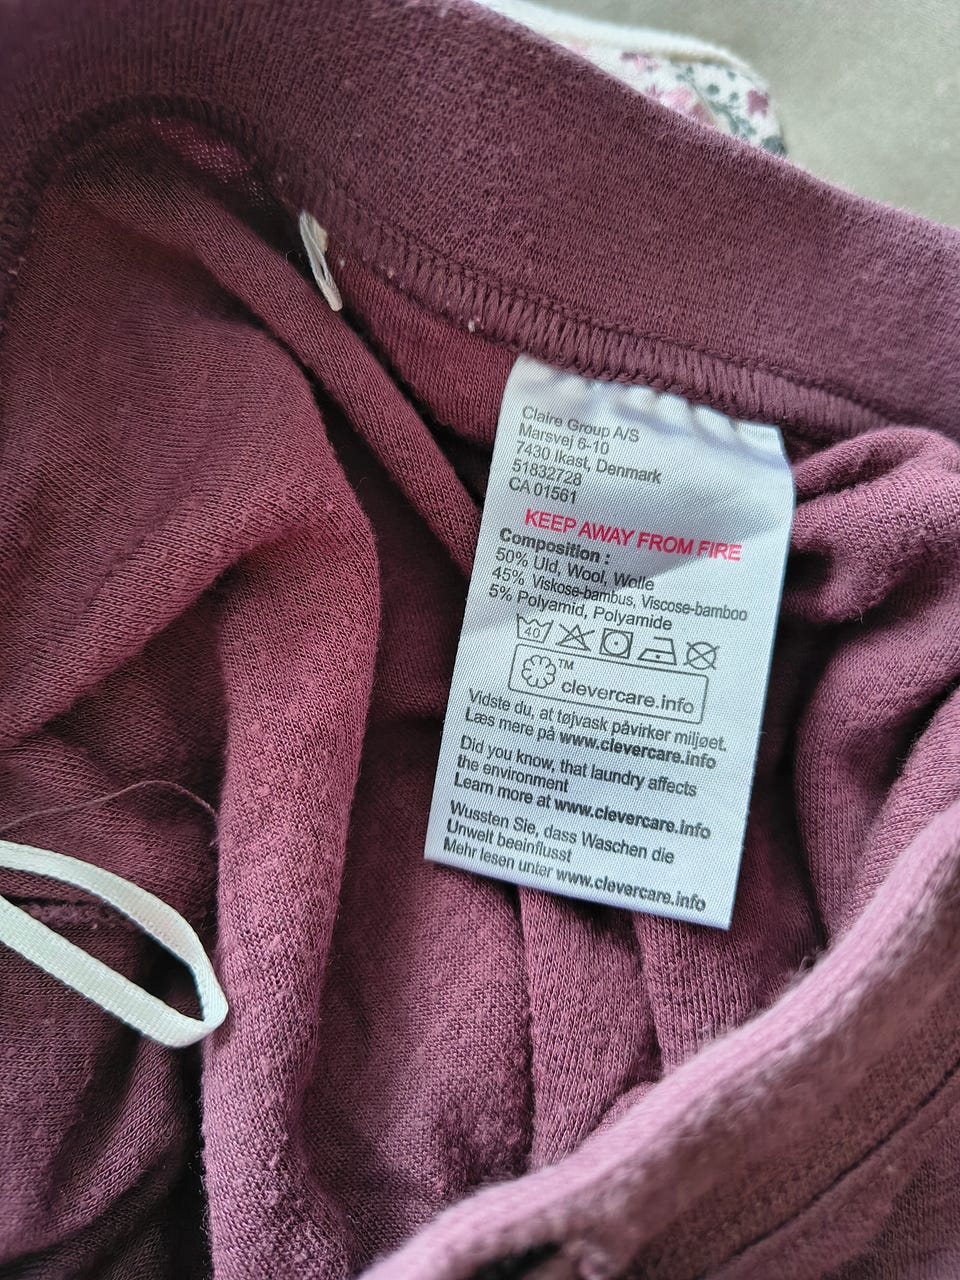 Claire Group A/S
Marsvej 6-10
7430 Ikast, Denmark
51832728
CA 01561
KEEP AWAY FROM FIRE
Composition :
50% Uld, Wool, Wolle
45% Viskose-bambus, Viscose-bamboo
5% Polyamid, Polyamide
40
™
clevercare.info
Vidste du, at tøjvask påvirker miljøet.
Læs mere på www.clevercare.info
Did you know, that laundry affects
the environment
Learn more at www.clevercare.info
Wussten Sie, dass Waschen die
Unwelt beeinflusst
Mehr lesen unter www.clevercare.info